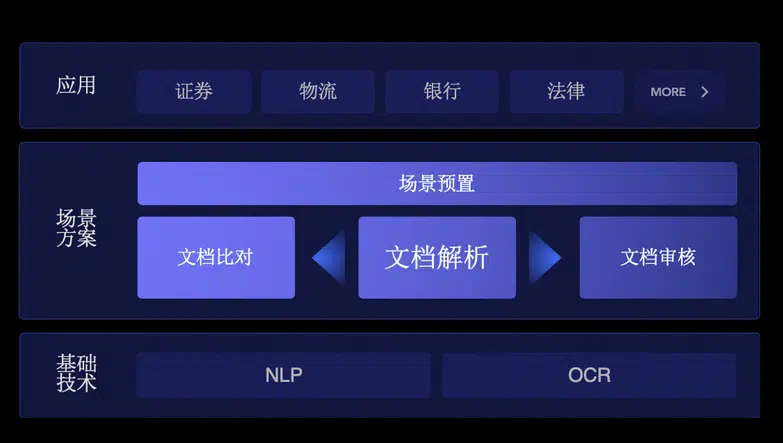 应用
证券
物流
银行
法律
MORE
场景
方案
场景预置
文档比对
文档解析
文档审核
基础
技术
NLP
OCR